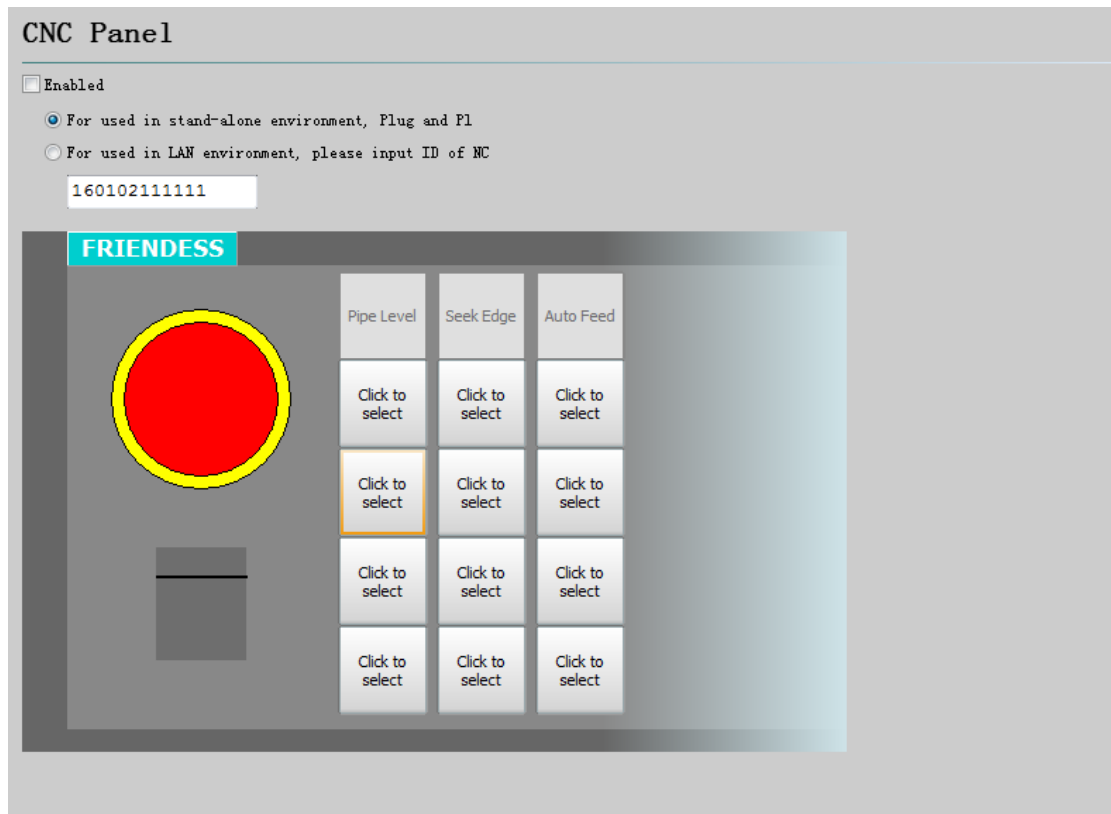 CNC Panel
Enabled
For used in stand-alone environment, Plug and Pl
For used in LAN environment, please input ID of NC
160102111111
FRIENDESS
Pipe Level Seek Edge Auto Feed
Click to select Click to select Click to select
Click to select Click to select Click to select
Click to select Click to select Click to select
Click to select Click to select Click to select